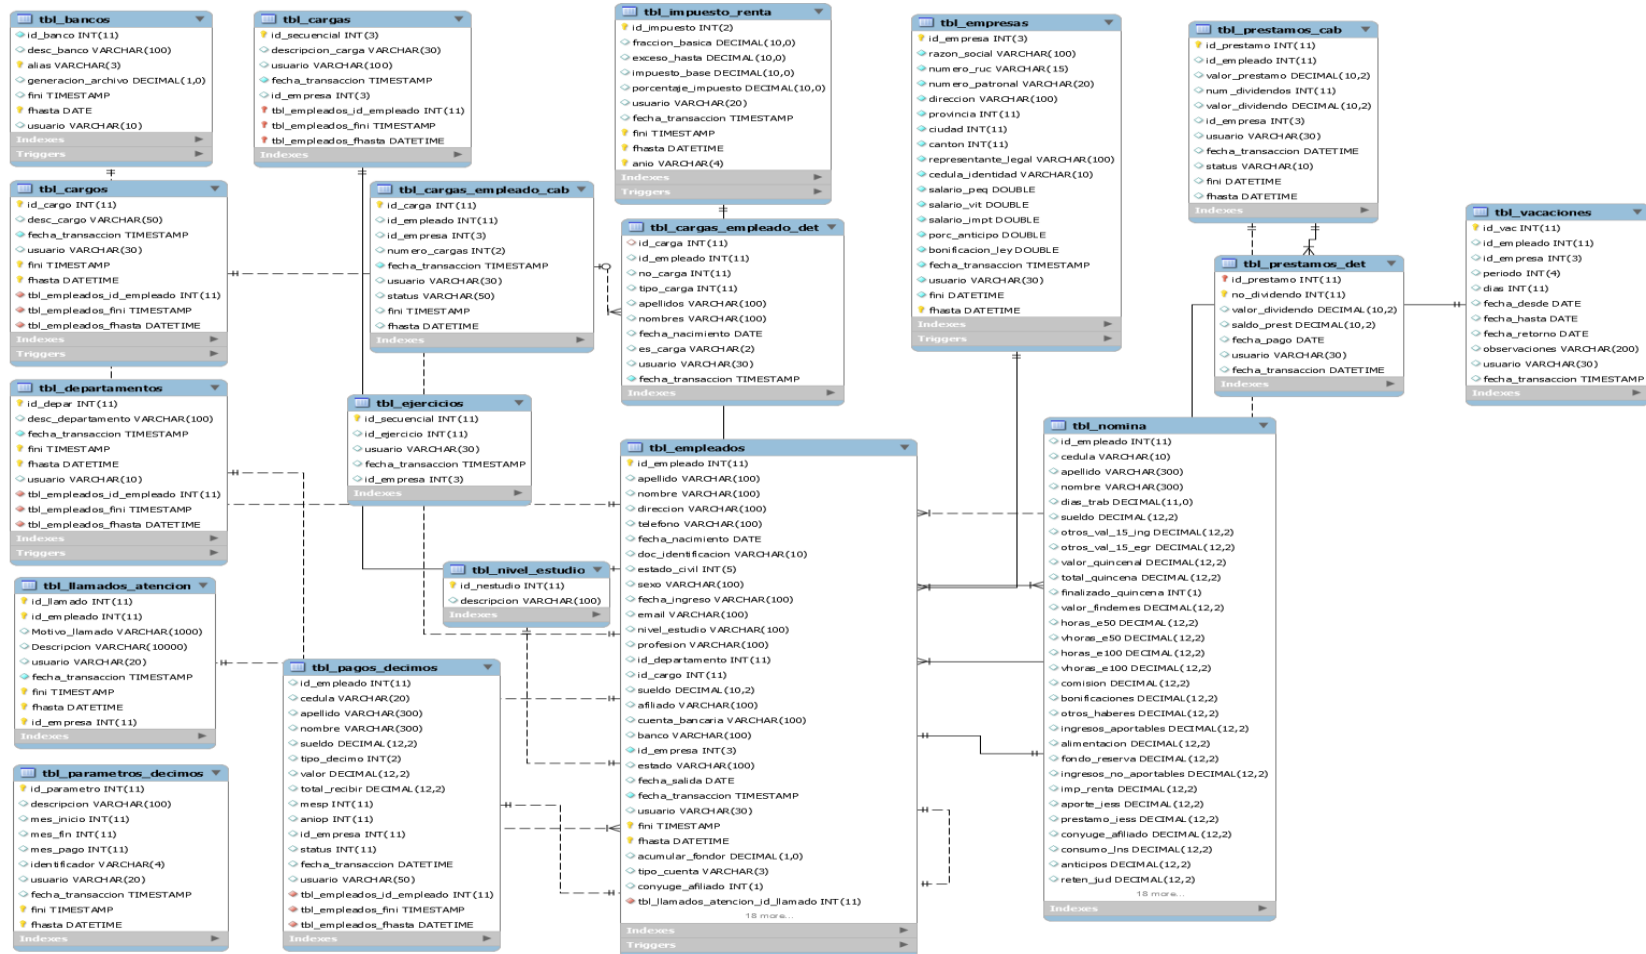 tbl_bancos
id_banco INT(11)
desc_banco VARCHAR(100)
alias VARCHAR(3)
generacion_archivo DECIMAL(1,0)
fini TIMESTAMP
fhasta DATE
usuario VARCHAR(10)
Indexes
Triggers
tbl_cargas
id_secuencial INT(3)
descripcion_carga VARCHAR(30)
usuario VARCHAR(100)
fecha_transaccion TIMESTAMP
id_empresa INT(3)
tbl_empleados_id_empleado INT(11)
tbl_empleados_fini TIMESTAMP
tbl_empleados_fhasta DATETIME
Indexes
tbl_impuesto_renta
id_impuesto INT(2)
fraccion_basica DECIMAL(10,0)
exceso_hasta DECIMAL(10,0)
impuesto_base DECIMAL(10,0)
porcentaje_impuesto DECIMAL(10,0)
usuario VARCHAR(20)
fecha_transaccion TIMESTAMP
fini TIMESTAMP
fhasta DATETIME
anio VARCHAR(4)
Indexes
Triggers
tbl_empresas
id_empresa INT(3)
razon_social VARCHAR(100)
numero_ruc VARCHAR(15)
numero_patronal VARCHAR(20)
direccion VARCHAR(100)
provincia INT(11)
ciudad INT(11)
canton INT(11)
representante_legal VARCHAR(100)
cedula_identidad VARCHAR(10)
salario_peq DOUBLE
salario_vit DOUBLE
salario_impt DOUBLE
porc_anticipo DOUBLE
bonificacion_ley DOUBLE
fecha_transaccion TIMESTAMP
usuario VARCHAR(30)
fini DATETIME
fhasta DATETIME
Indexes
Triggers
tbl_prestamos_cab
id_prestamo INT(11)
id_empleado INT(11)
valor_prestamo DECIMAL(10,2)
num_dividendos INT(11)
valor_dividendo DECIMAL(10,2)
id_empresa INT(3)
usuario VARCHAR(30)
fecha_transaccion DATETIME
status VARCHAR(10)
fini DATETIME
fhasta DATETIME
Indexes
tbl_cargos
id_cargo INT(11)
desc_cargo VARCHAR(50)
fecha_transaccion TIMESTAMP
usuario VARCHAR(30)
fini TIMESTAMP
fhasta DATETIME
tbl_empleados_id_empleado INT(11)
tbl_empleados_fini TIMESTAMP
tbl_empleados_fhasta DATETIME
Indexes
Triggers
tbl_cargas_empleado_cab
id_carga INT(11)
id_empleado INT(11)
id_empresa INT(3)
numero_cargas INT(2)
fecha_transaccion TIMESTAMP
usuario VARCHAR(30)
status VARCHAR(50)
fini TIMESTAMP
fhasta DATETIME
Indexes
tbl_cargas_empleado_det
id_carga INT(11)
id_empleado INT(11)
no_carga INT(11)
tipo_carga INT(11)
apellidos VARCHAR(100)
nombres VARCHAR(100)
fecha_nacimiento DATE
es_carga VARCHAR(2)
usuario VARCHAR(30)
fecha_transaccion TIMESTAMP
Indexes
tbl_vacaciones
id_vac INT(11)
id_empleado INT(11)
id_empresa INT(3)
periodo INT(4)
dias INT(11)
fecha_desde DATE
fecha_hasta DATE
fecha_retorno DATE
observaciones VARCHAR(200)
usuario VARCHAR(30)
fecha_transaccion TIMESTAMP
Indexes
tbl_prestamos_det
id_prestamo INT(11)
no_dividendo INT(11)
valor_dividendo DECIMAL(10,2)
saldo_prest DECIMAL(10,2)
fecha_pago DATE
usuario VARCHAR(30)
fecha_transaccion DATETIME
Indexes
tbl_departamentos
id_depar INT(11)
desc_departamento VARCHAR(100)
fecha_transaccion TIMESTAMP
fini TIMESTAMP
fhasta DATETIME
usuario VARCHAR(10)
tbl_empleados_id_empleado INT(11)
tbl_empleados_fini TIMESTAMP
tbl_empleados_fhasta DATETIME
Indexes
Triggers
tbl_ejercicios
id_secuencial INT(11)
id_ejercicio INT(11)
usuario VARCHAR(30)
fecha_transaccion TIMESTAMP
id_empresa INT(3)
Indexes
tbl_empleados
id_empleado INT(11)
apellido VARCHAR(100)
nombre VARCHAR(100)
direccion VARCHAR(100)
telefono VARCHAR(100)
fecha_nacimiento DATE
doc_identificacion VARCHAR(10)
estado_civil INT(5)
sexo VARCHAR(100)
fecha_ingreso VARCHAR(100)
email VARCHAR(100)
nivel_estudio VARCHAR(100)
profesion VARCHAR(100)
id_departamento INT(11)
id_cargo INT(11)
sueldo DECIMAL(10,2)
afiliado VARCHAR(100)
cuenta_bancaria VARCHAR(100)
banco VARCHAR(100)
id_empresa INT(3)
estado VARCHAR(100)
fecha_salida DATE
fecha_transaccion TIMESTAMP
usuario VARCHAR(30)
fini TIMESTAMP
fhasta DATETIME
acumular_fondor DECIMAL(1,0)
tipo_cuenta VARCHAR(3)
conyuge_afiliado INT(1)
tbl_llamados_atencion_id_llamado INT(11)
18 more...
Indexes
Triggers
tbl_nomina
id_empleado INT(11)
cedula VARCHAR(10)
apellido VARCHAR(300)
nombre VARCHAR(300)
dias_trab DECIMAL(11,0)
sueldo DECIMAL(12,2)
otros_val_15_ing DECIMAL(12,2)
otros_val_15_egr DECIMAL(12,2)
valor_quincenal DECIMAL(12,2)
total_quincena DECIMAL(12,2)
finalizado_quincena INT(1)
valor_findemes DECIMAL(12,2)
horas_e50 DECIMAL(12,2)
vhoras_e50 DECIMAL(12,2)
horas_e100 DECIMAL(12,2)
vhoras_e100 DECIMAL(12,2)
comision DECIMAL(12,2)
bonificaciones DECIMAL(12,2)
otros_haberes DECIMAL(12,2)
ingresos_aportables DECIMAL(12,2)
alimentacion DECIMAL(12,2)
fondo_reserva DECIMAL(12,2)
ingresos_no_aportables DECIMAL(12,2)
imp_renta DECIMAL(12,2)
aporte_iess DECIMAL(12,2)
prestamo_iess DECIMAL(12,2)
conyuge_afiliado DECIMAL(12,2)
consumo_lns DECIMAL(12,2)
anticipos DECIMAL(12,2)
reten_jud DECIMAL(12,2)
18 more...
Indexes
tbl_nivel_estudio
id_nestudio INT(11)
descripcion VARCHAR(100)
Indexes
tbl_llamados_atencion
id_llamado INT(11)
id_empleado INT(11)
Motivo_llamado VARCHAR(1000)
Descripcion VARCHAR(10000)
usuario VARCHAR(20)
fecha_transaccion TIMESTAMP
fini TIMESTAMP
fhasta DATETIME
id_empresa INT(11)
Indexes
tbl_pagos_decimos
id_empleado INT(11)
cedula VARCHAR(20)
apellido VARCHAR(300)
nombre VARCHAR(300)
sueldo DECIMAL(12,2)
tipo_decimo INT(2)
valor DECIMAL(12,2)
total_recibir DECIMAL(12,2)
mesp INT(11)
aniop INT(11)
id_empresa INT(11)
status INT(11)
fecha_transaccion DATETIME
usuario VARCHAR(50)
tbl_empleados_id_empleado INT(11)
tbl_empleados_fini TIMESTAMP
tbl_empleados_fhasta DATETIME
Indexes
tbl_parametros_decimos
id_parametro INT(11)
descripcion VARCHAR(100)
mes_inicio INT(11)
mes_fin INT(11)
mes_pago INT(11)
identificador VARCHAR(4)
usuario VARCHAR(20)
fecha_transaccion TIMESTAMP
fini TIMESTAMP
fhasta DATETIME
Indexes